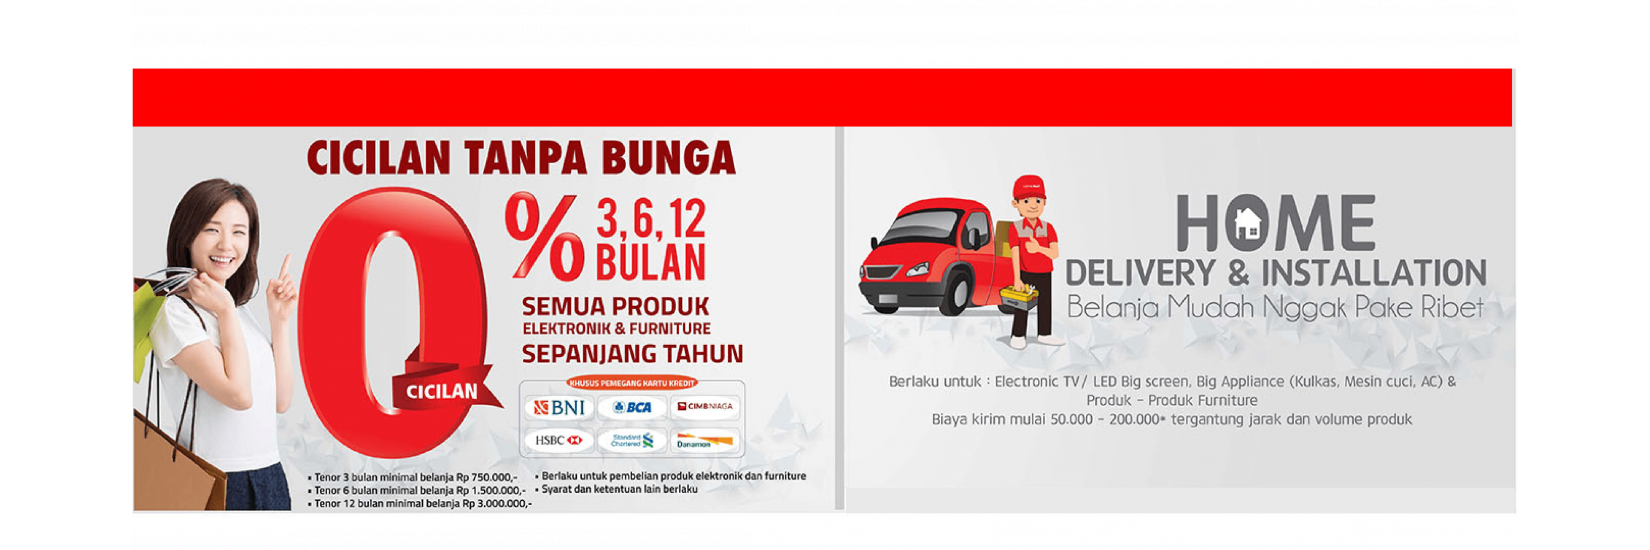 CICILAN TANPA BUNGA
0% 3,6,12
BULAN
SEMUA PRODUK
ELEKTRONIK & FURNITURE
SEPANJANG TAHUN
CICILAN
KHUSUS PEMEGANG KARTU KREDIT
BNI BCA CIMB NIAGA
HSBC Standard Chartered Danamon
• Tenor 3 bulan minimal belanja Rp 750.000,-
• Tenor 6 bulan minimal belanja Rp 1.500.000,-
• Tenor 12 bulan minimal belanja Rp 3.000.000,-
• Berlaku untuk pembelian produk elektronik dan furniture
• Syarat dan ketentuan lain berlaku
HOME
DELIVERY & INSTALLATION
Belanja Mudah Nggak Pake Ribet
Berlaku untuk : Electronic TV/ LED Big screen, Big Appliance (Kulkas, Mesin cuci, AC) &
Produk - Produk Furniture
Biaya kirim mulai 50.000 - 200.000* tergantung jarak dan volume produk